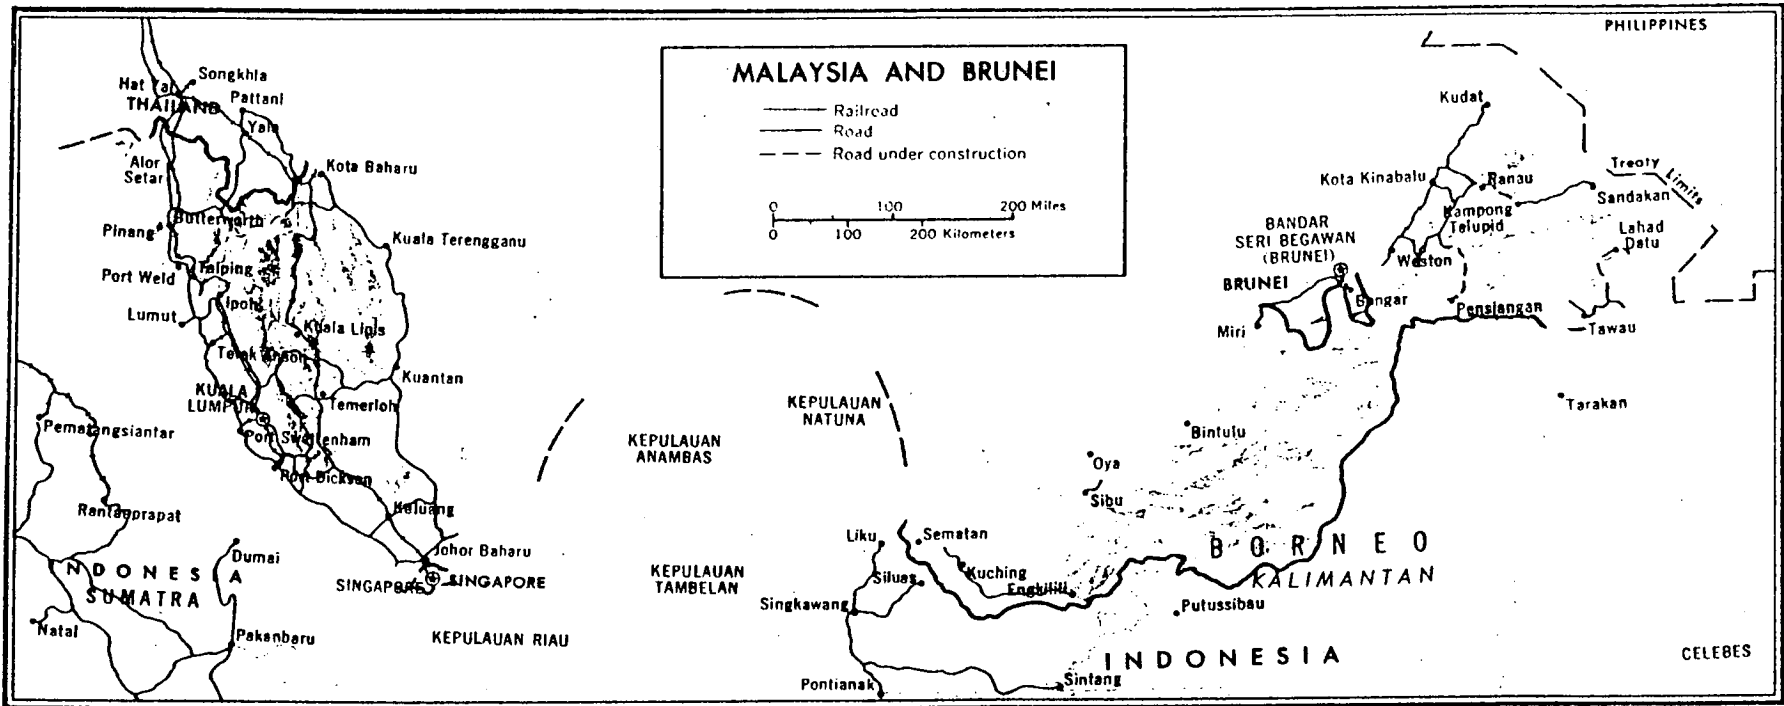 PHILIPPINES
MALAYSIA AND BRUNEI
Railroad
Road
Road under construction
0 100 200 Miles
0 100 200 Kilometers
Hat Yai
Songkhla
THAILAND
Pattani
Yala
Alor
Setar
Kota Baharu
Butterworth
Pinang
Kuala Terengganu
Port Weld
Taiping
Ipoh
Lumut
Kuala Lipis
Telok Anson
Kuantan
KUALA
LUMPUR
Temerloh
Port Swettenham
Port Dickson
Keluang
Johor Baharu
SINGAPORE
SINGAPORE
Pematangsiantar
Rantauprapat
Dumai
INDONESIA
SUMATRA
Natal
Pakanbaru
KEPULAUAN RIAU
KEPULAUAN
ANAMBAS
KEPULAUAN
NATUNA
KEPULAUAN
TAMBELAN
Kudat
Kota Kinabalu
Ranau
Treaty Limits
Sandakan
Kampong
Telupid
Lahad
Datu
BANDAR
SERI BEGAWAN
(BRUNEI)
Weston
BRUNEI
Bangar
Pensiangan
Miri
Tawau
Tarakan
Bintulu
Oya
Sibu
Liku
Sematan
Kuching
Siluas
Engkilili
Singkawang
BORNEO
KALIMANTAN
Putussibau
INDONESIA
CELEBES
Pontianak
Sintang